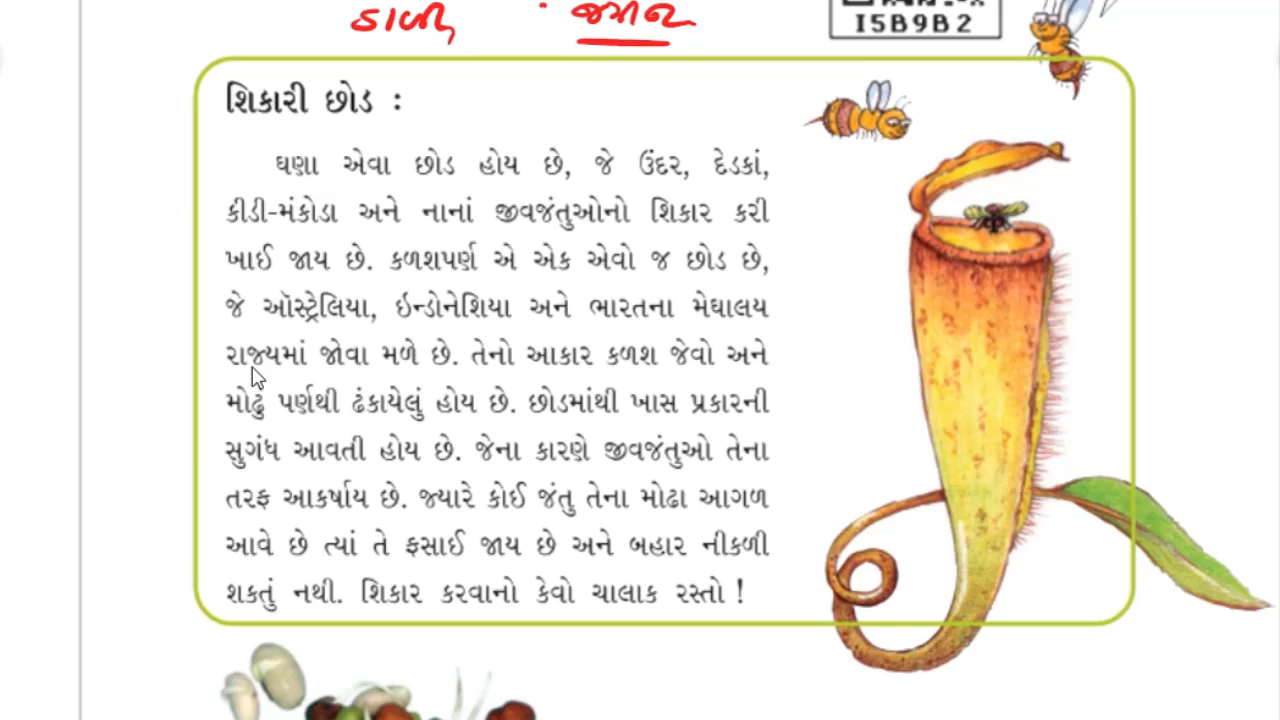 ડાળી જમીન
I5B9B2
શિકારી છોડ :
ઘણા એવા છોડ હોય છે, જે ઉંદર, દેડકાં,
કીડી-મંકોડા અને નાનાં જીવજંતુઓનો શિકાર કરી
ખાઈ જાય છે. કળશપર્ણ એ એક એવો જ છોડ છે,
જે ઑસ્ટ્રેલિયા, ઇન્ડોનેશિયા અને ભારતના મેઘાલય
રાજ્યમાં જોવા મળે છે. તેનો આકાર કળશ જેવો અને
મોઢું પર્ણથી ઢંકાયેલું હોય છે. છોડમાંથી ખાસ પ્રકારની
સુગંધ આવતી હોય છે. જેના કારણે જીવજંતુઓ તેના
તરફ આકર્ષાય છે. જ્યારે કોઈ જંતુ તેના મોઢા આગળ
આવે છે ત્યાં તે ફસાઈ જાય છે અને બહાર નીકળી
શકતું નથી. શિકાર કરવાનો કેવો ચાલાક રસ્તો !